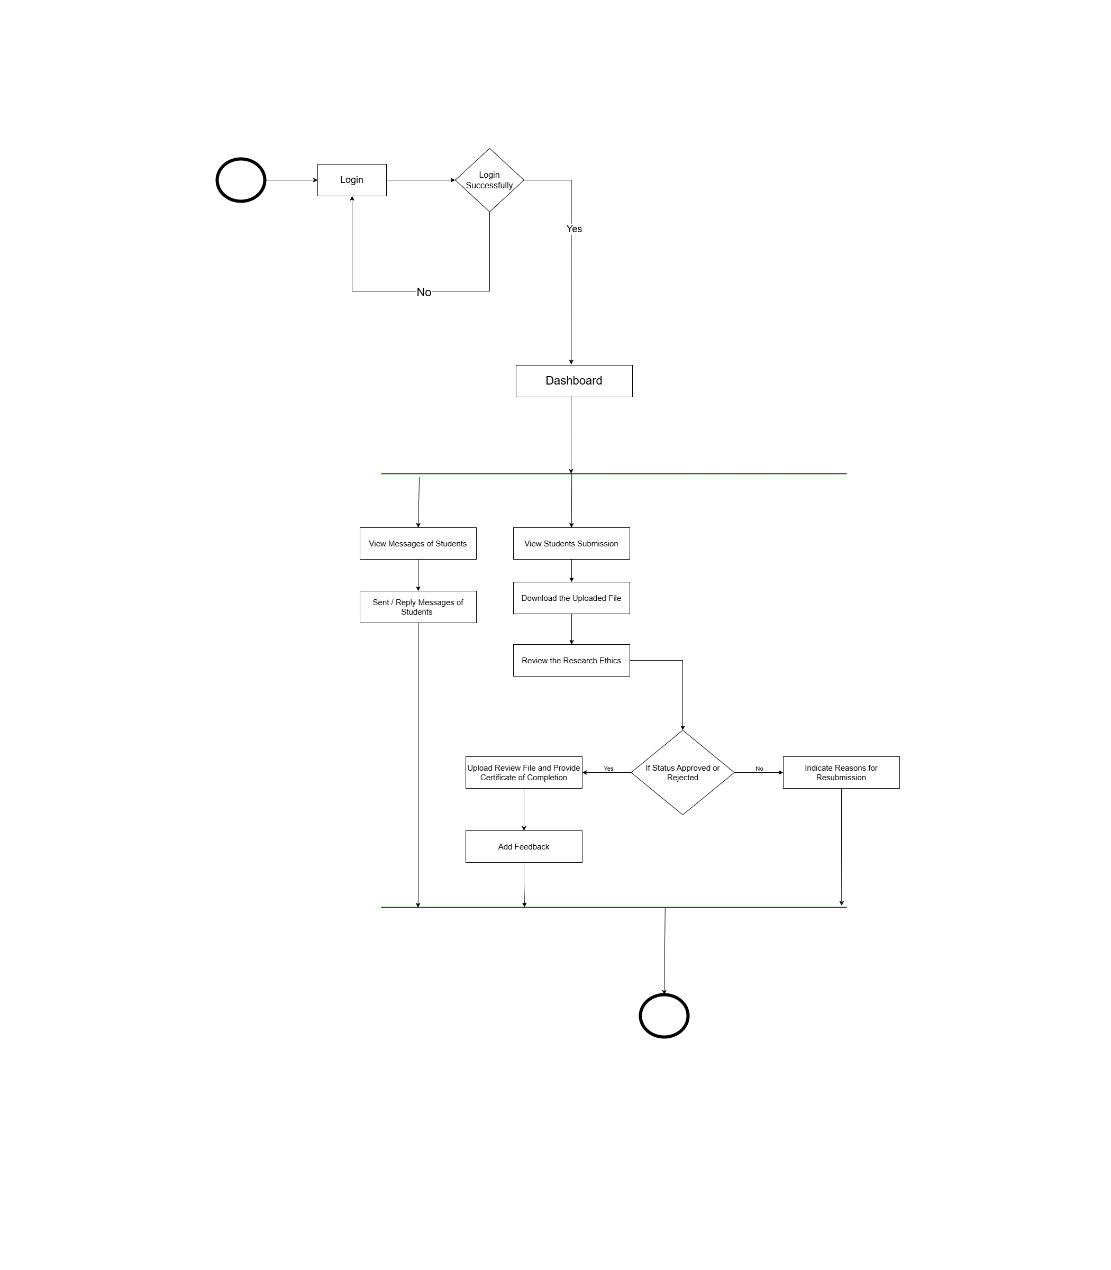 Login
Login
Successfully
Yes
No
Dashboard
View Messages of Students
View Students Submission
Sent / Reply Messages of
Students
Download the Uploaded File
Review the Research Ethics
Upload Review File and Provide
Certificate of Completion
Yes
If Status Approved or
Rejected
No
Indicate Reasons for
Resubmission
Add Feedback